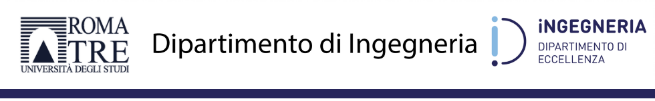 ROMA
TRE
UNIVERSITÀ DEGLI STUDI
Dipartimento di Ingegneria
iNGEGNERIA
DIPARTIMENTO DI
ECCELLENZA